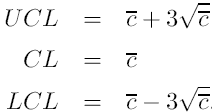 UCL = c̅ + 3√c̅
CL = c̅
LCL = c̅ − 3√c̅.